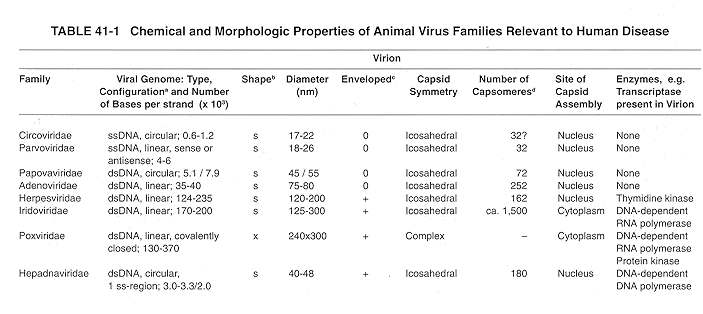 TABLE 41-1 Chemical and Morphologic Properties of Animal Virus Families Relevant to Human Disease
Virion
Family Viral Genome: Type, Shapeᵇ Diameter Envelopedᶜ Capsid Number of Site of Enzymes, e.g.
Configurationᵃ and Number (nm) Symmetry Capsomeresᵈ Capsid Transcriptase
of Bases per strand (x 10³) Assembly present in Virion
Circoviridae ssDNA, circular; 0.6-1.2 s 17-22 0 Icosahedral 32? Nucleus None
Parvoviridae ssDNA, linear, sense or s 18-26 0 Icosahedral 32 Nucleus None
antisense; 4-6
Papovaviridae dsDNA, circular; 5.1 / 7.9 s 45 / 55 0 Icosahedral 72 Nucleus None
Adenoviridae dsDNA, linear; 35-40 s 75-80 0 Icosahedral 252 Nucleus None
Herpesviridae dsDNA, linear; 124-235 s 120-200 + Icosahedral 162 Nucleus Thymidine kinase
Iridoviridae dsDNA, linear; 170-200 s 125-300 + Icosahedral ca. 1,500 Cytoplasm DNA-dependent
RNA polymerase
Poxviridae dsDNA, linear, covalently x 240x300 + Complex – Cytoplasm DNA-dependent
closed; 130-370 RNA polymerase
Protein kinase
Hepadnaviridae dsDNA, circular, s 40-48 + Icosahedral 180 Nucleus DNA-dependent
1 ss-region; 3.0-3.3/2.0 DNA polymerase